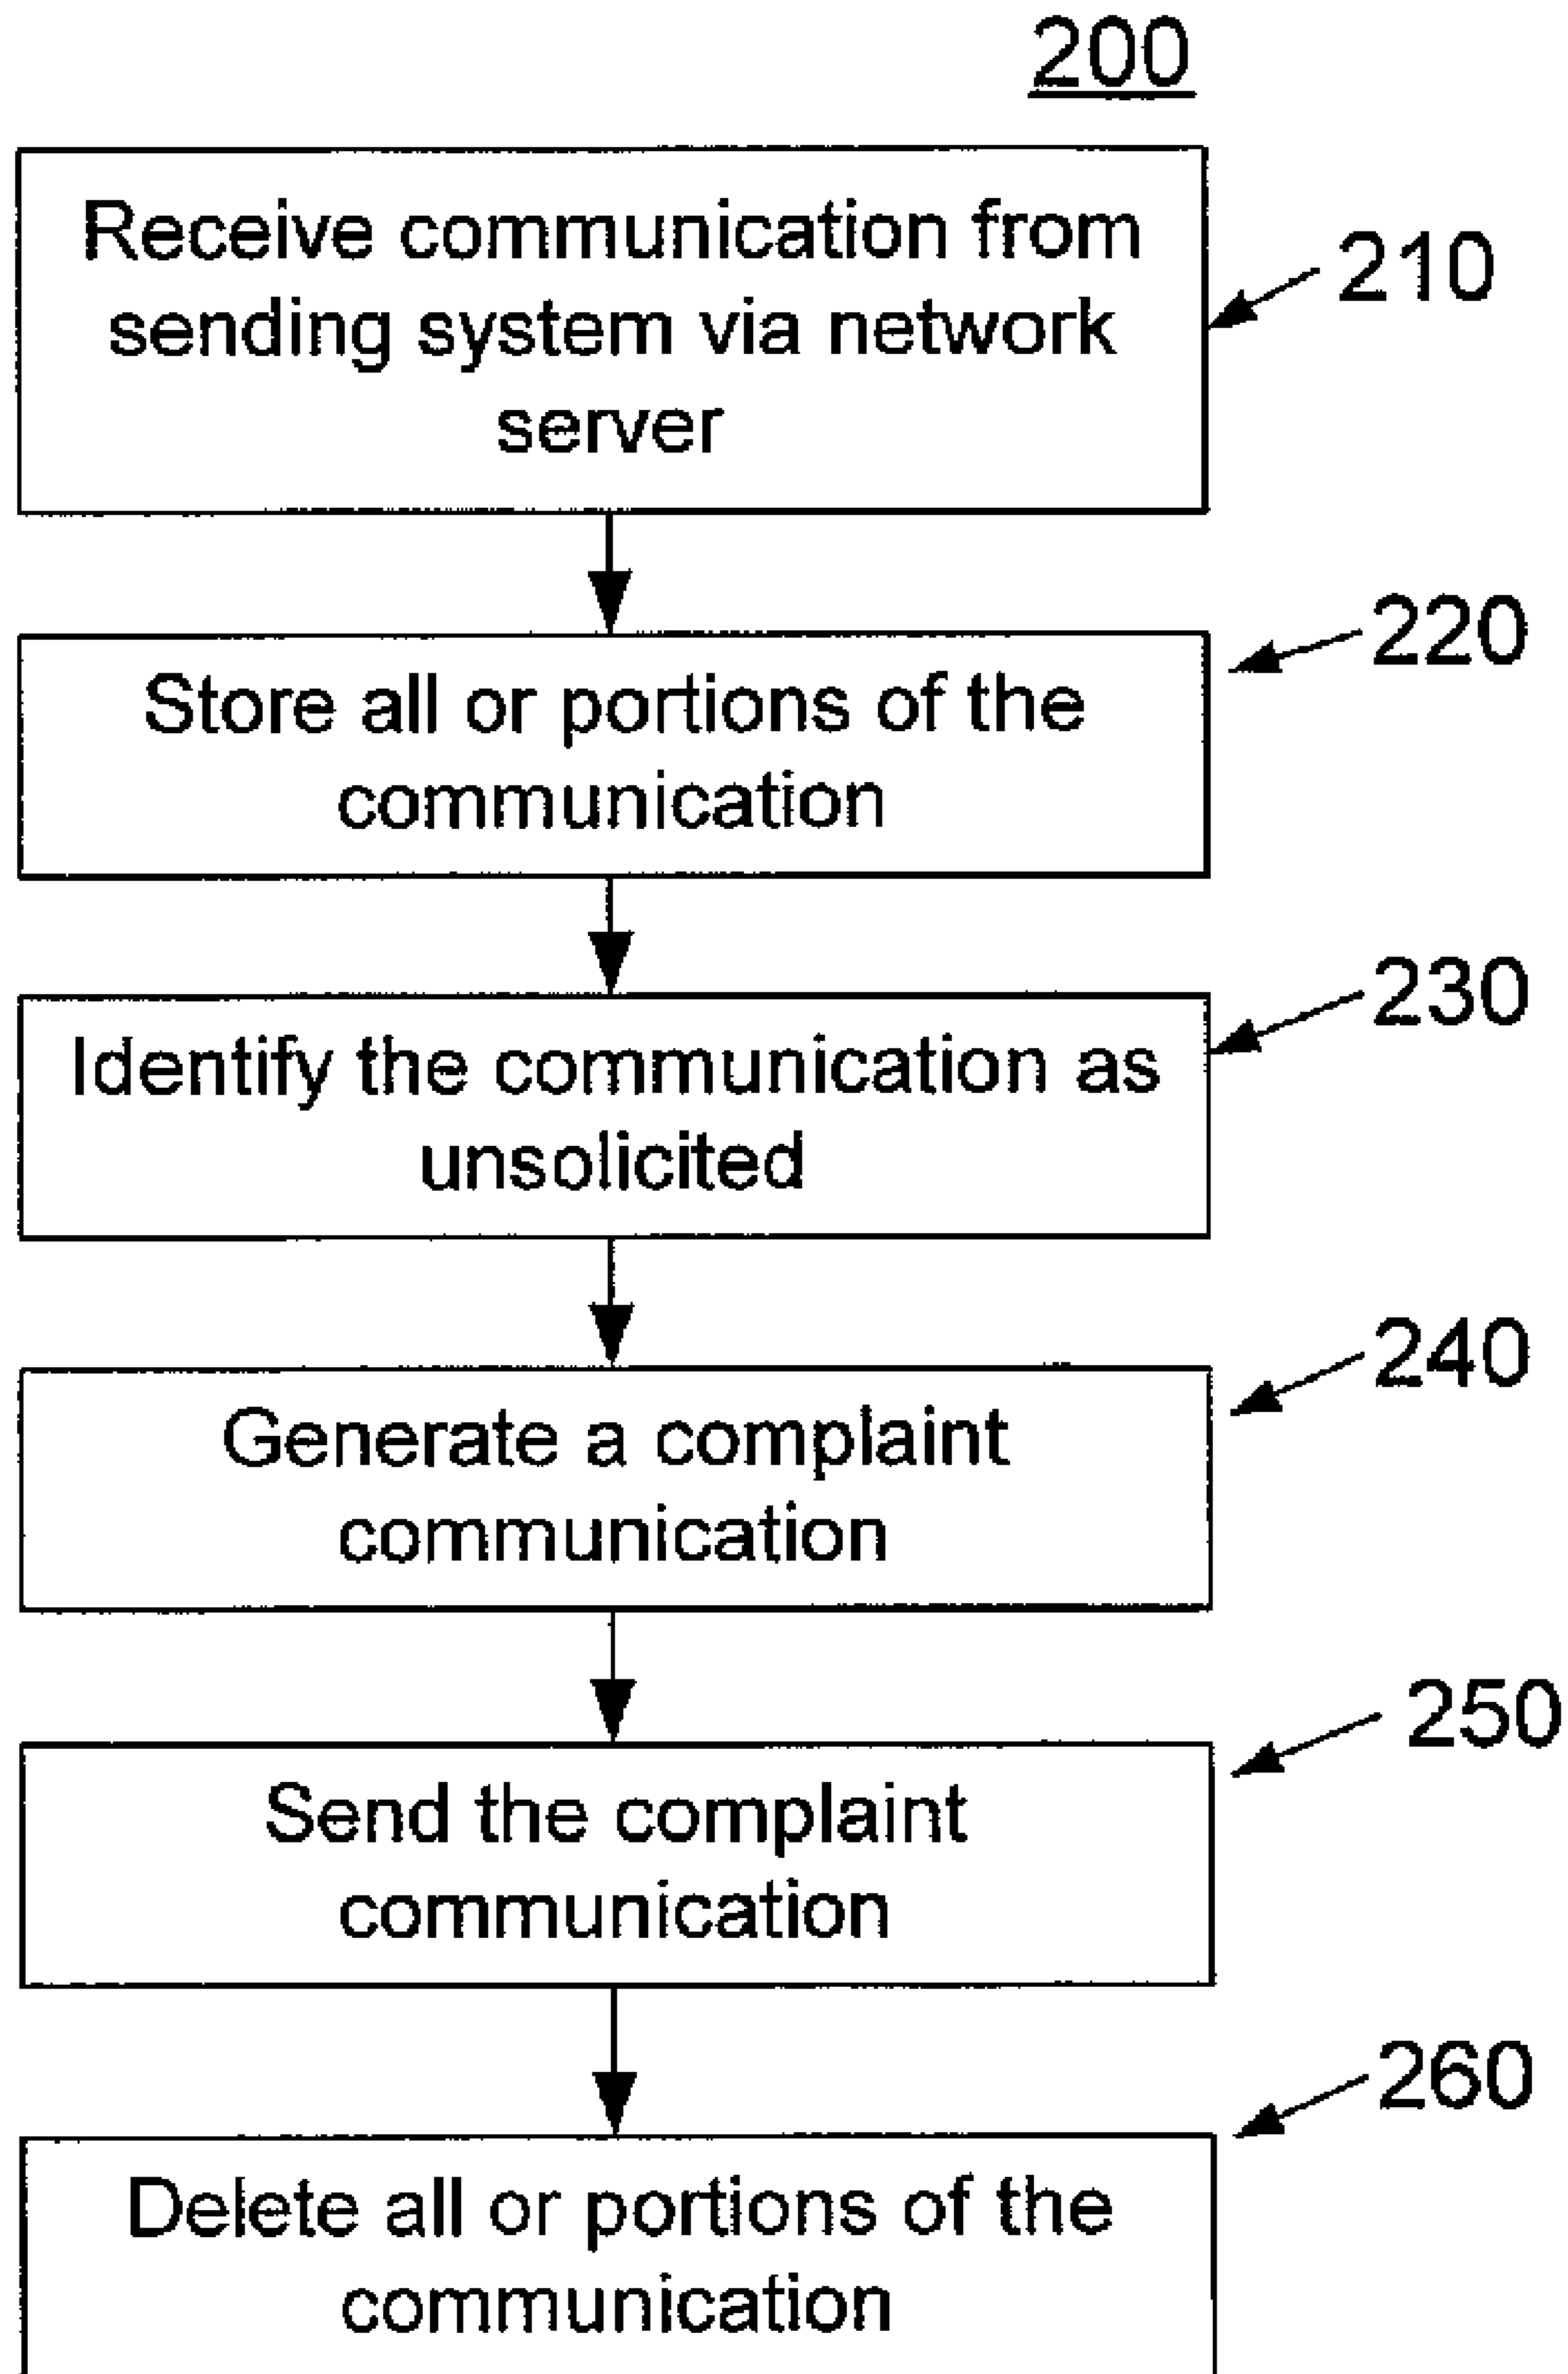 200
Receive communication from
sending system via network
server
210
Store all or portions of the
communication
220
Identify the communication as
unsolicited
230
Generate a complaint
communication
240
Send the complaint
communication
250
Delete all or portions of the
communication
260